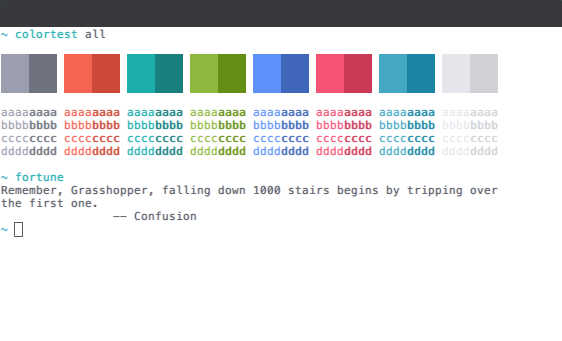 ~ colortest all
aaaaaaaa aaaaaaaa aaaaaaaa aaaaaaaa aaaaaaaa aaaaaaaa aaaaaaaa aaaaaaaa
bbbbbbbb bbbbbbbb bbbbbbbb bbbbbbbb bbbbbbbb bbbbbbbb bbbbbbbb bbbbbbbb
cccccccc cccccccc cccccccc cccccccc cccccccc cccccccc cccccccc cccccccc
dddddddd dddddddd dddddddd dddddddd dddddddd dddddddd dddddddd dddddddd
~ fortune
Remember, Grasshopper, falling down 1000 stairs begins by tripping over
the first one.
-- Confusion
~